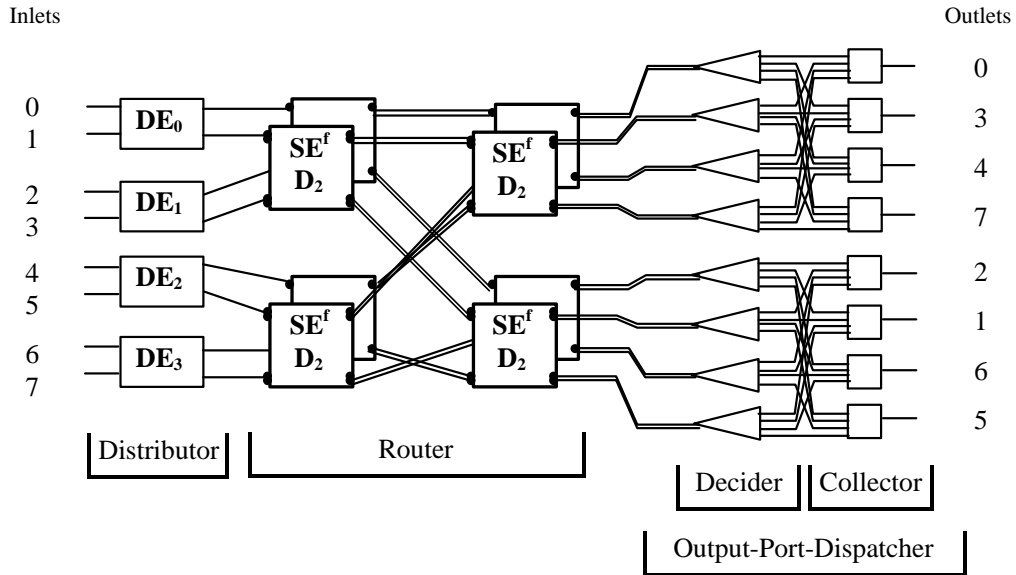 Inlets
Outlets
0
1
2
3
4
5
6
7
DE0
DE1
DE2
DE3
SEf
D2
SEf
D2
SEf
D2
SEf
D2
0
3
4
7
2
1
6
5
Distributor
Router
Decider
Collector
Output-Port-Dispatcher